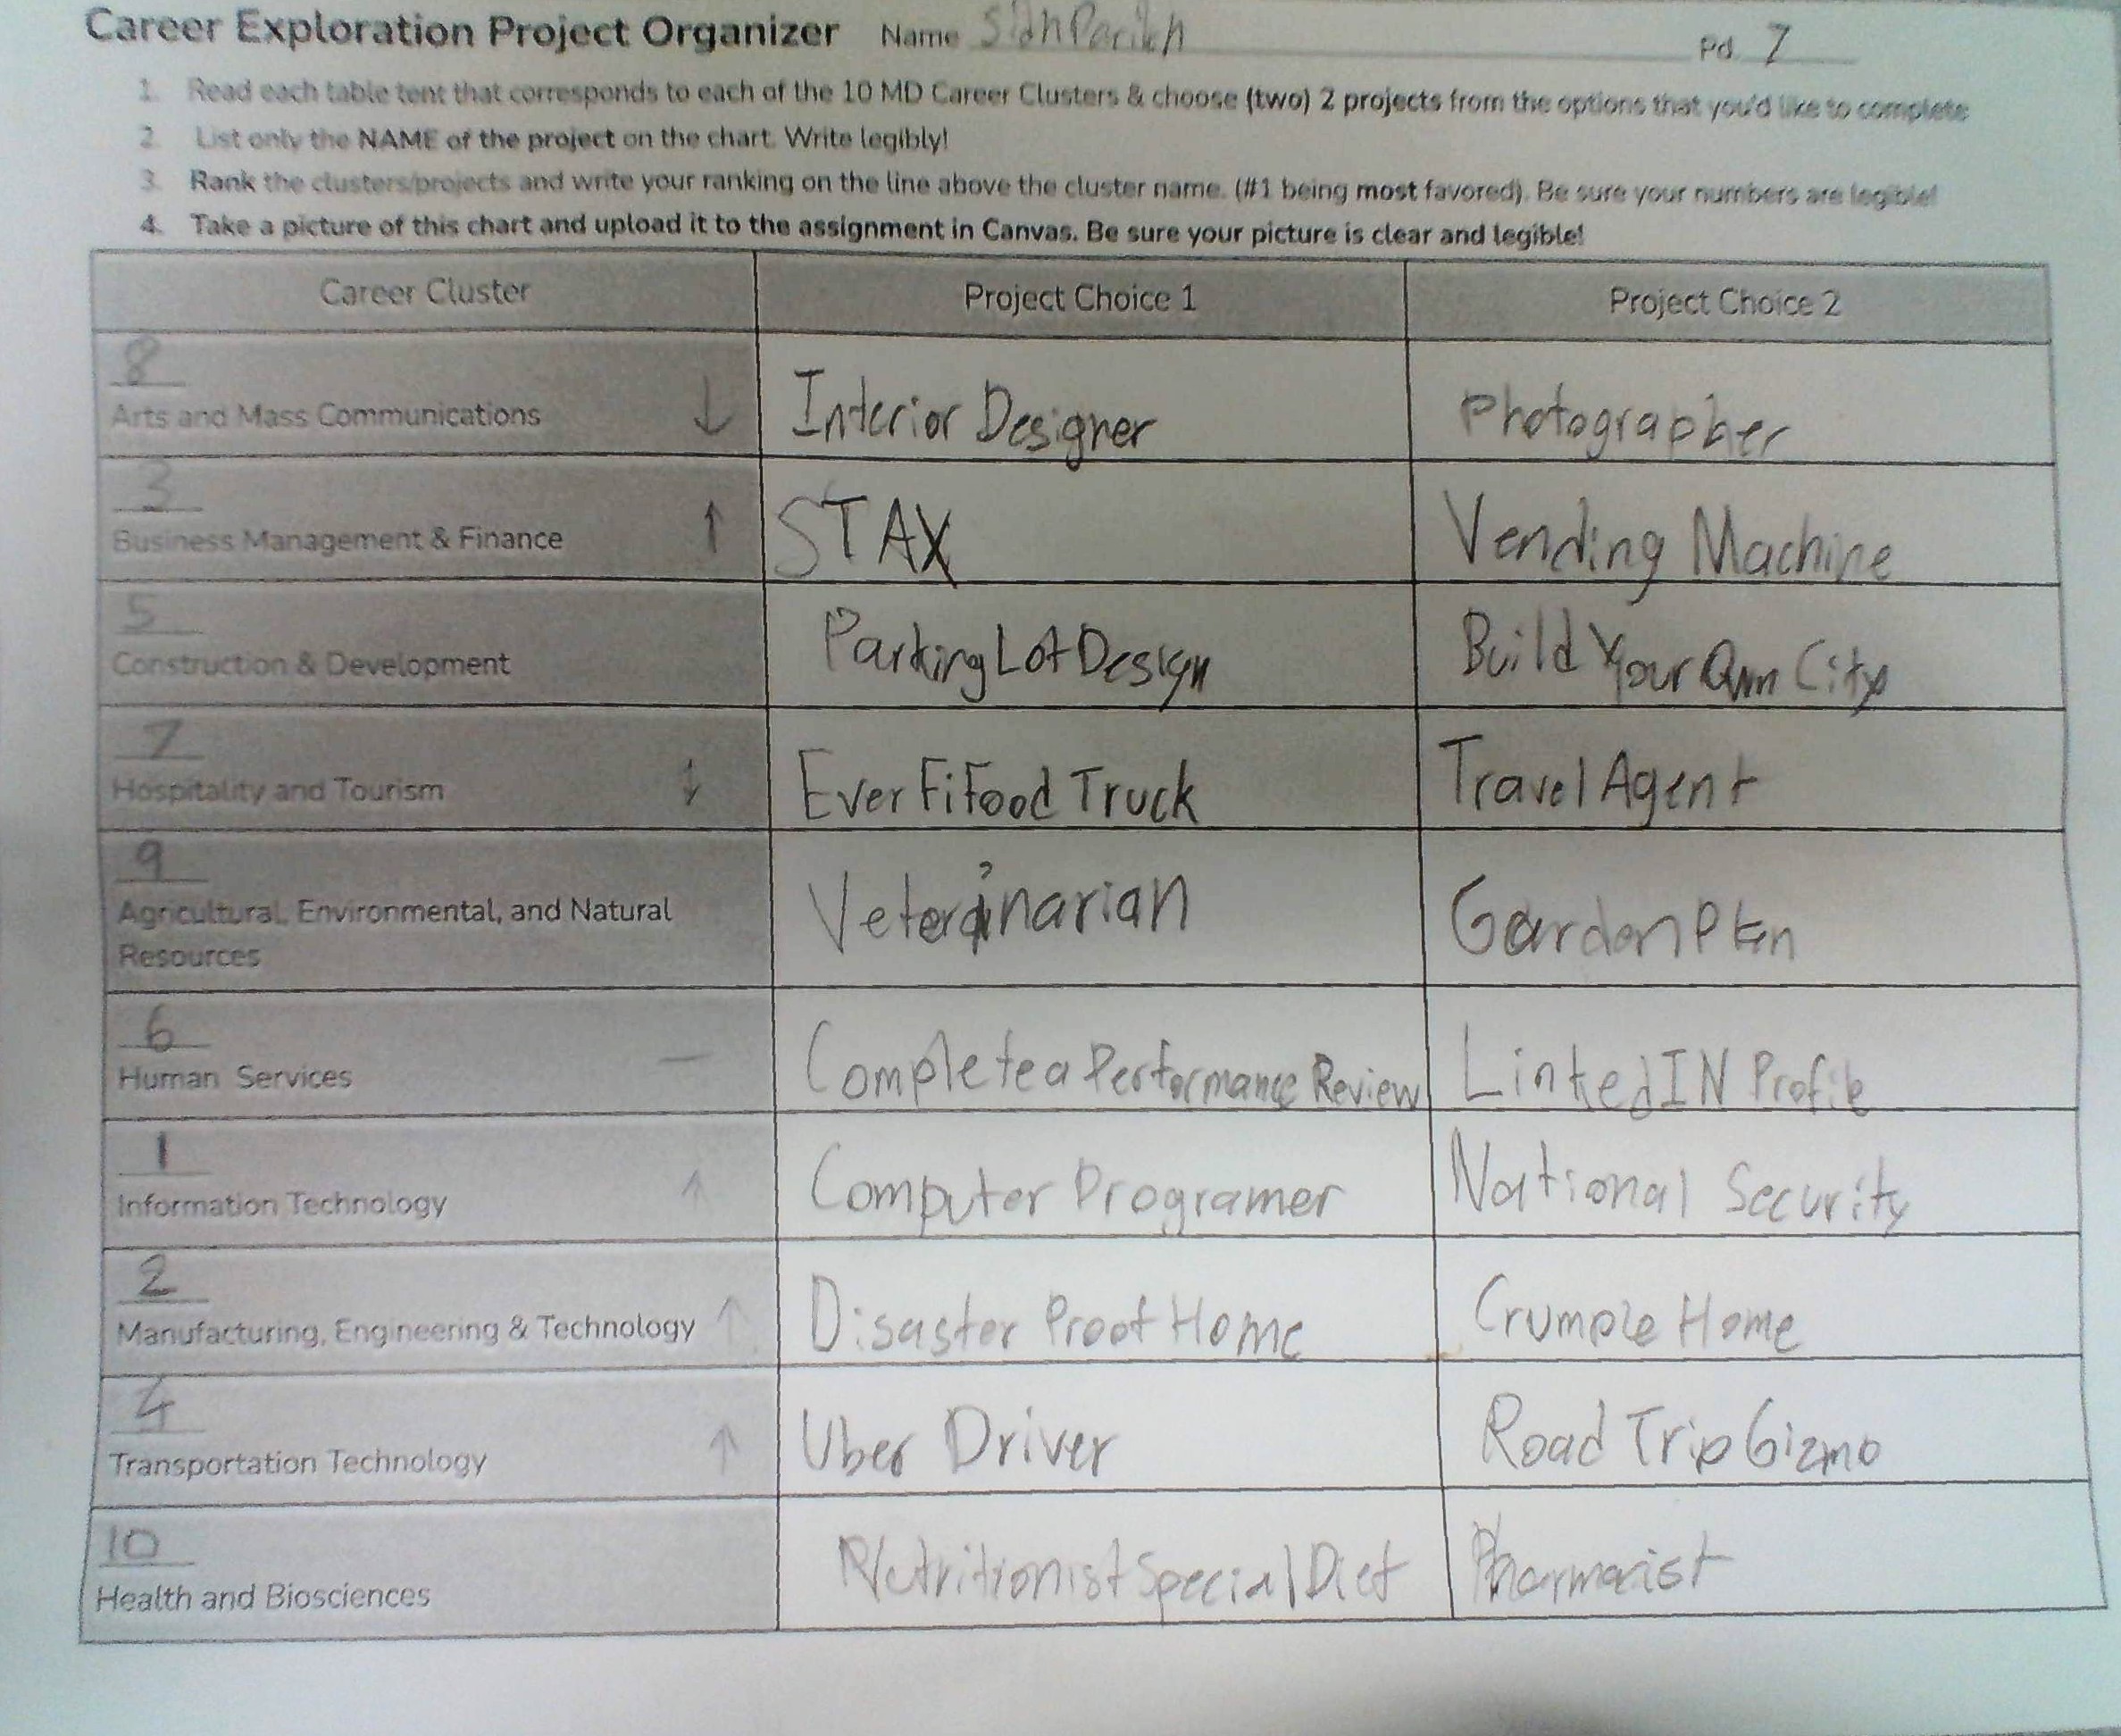 Career Exploration Project Organizer Name Parikh Pd. 7
1. Read each table tent that corresponds to each of the 10 MD Career Clusters & choose (two) 2 projects from the options that you'd like to complete
2. List only the NAME of the project on the chart. Write legibly!
3. Rank the clusters/projects and write your ranking on the line above the cluster name. (#1 being most favored). Be sure your numbers are legible!
4. Take a picture of this chart and upload it to the assignment in Canvas. Be sure your picture is clear and legible!
Career Cluster Project Choice 1 Project Choice 2
8
Arts and Mass Communications ↓ Interior Designer Photographer
3
Business Management & Finance ↑ STAX Vending Machine
5
Construction & Development Parking Lot Design Build Your Own City
7
Hospitality and Tourism ↕ Ever Fi Food Truck Travel Agent
9
Agricultural, Environmental, and Natural Veterinarian Garden Plan
Resources
6
Human Services — Complete a Performance Review LinkedIN Profile
1
Information Technology ↑ Computer Programer National Security
2
Manufacturing, Engineering & Technology ↑ Disaster Proof Home Crumple Home
4
Transportation Technology ↑ Uber Driver Road Trip Gizmo
10
Health and Biosciences Nutritionist Special Diet Pharmacist